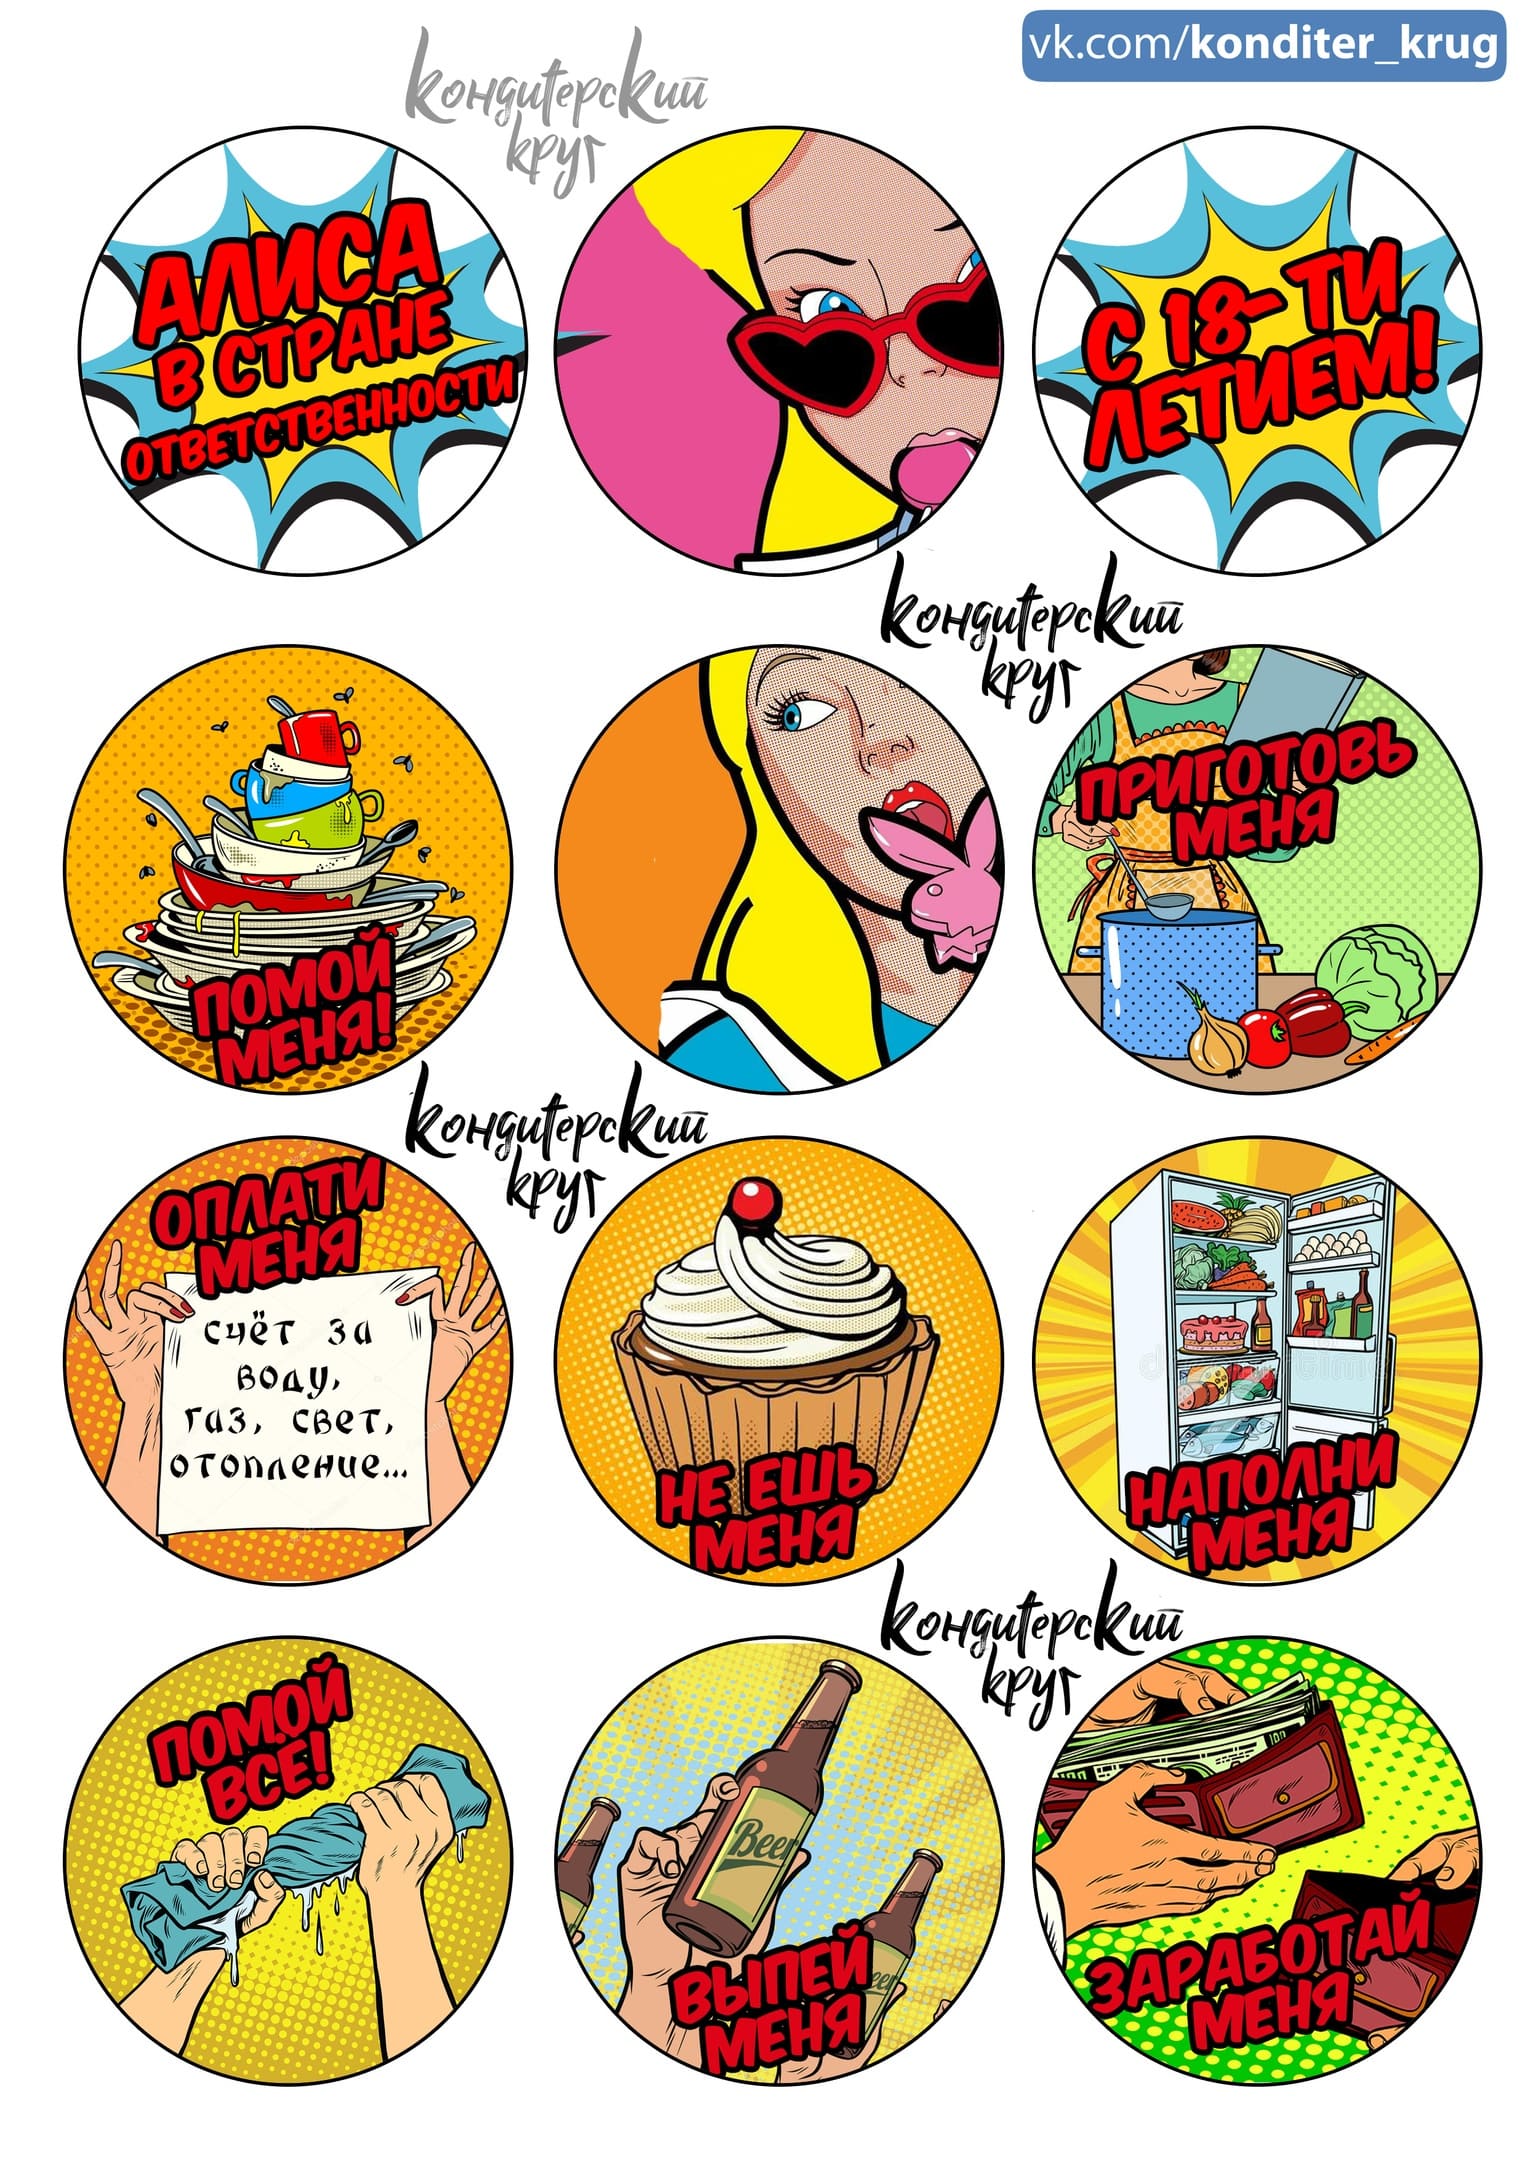 vk.com/konditer_krug
Кондитерский
круг
АЛИСА
В СТРАНЕ
ОТВЕТСТВЕННОСТИ
С 18-ТИ
ЛЕТИЕМ!
Кондитерский
круг
ПОМОЙ
МЕНЯ!
ПРИГОТОВЬ
МЕНЯ
Кондитерский
круг
ОПЛАТИ
МЕНЯ
счёт за
воду,
газ, свет,
отопление...
НЕ ЕШЬ
МЕНЯ
НАПОЛНИ
МЕНЯ
Кондитерский
круг
ПОМОЙ
ВСЕ!
Beer
ВЫПЕЙ
МЕНЯ
ЗАРАБОТАЙ
МЕНЯ